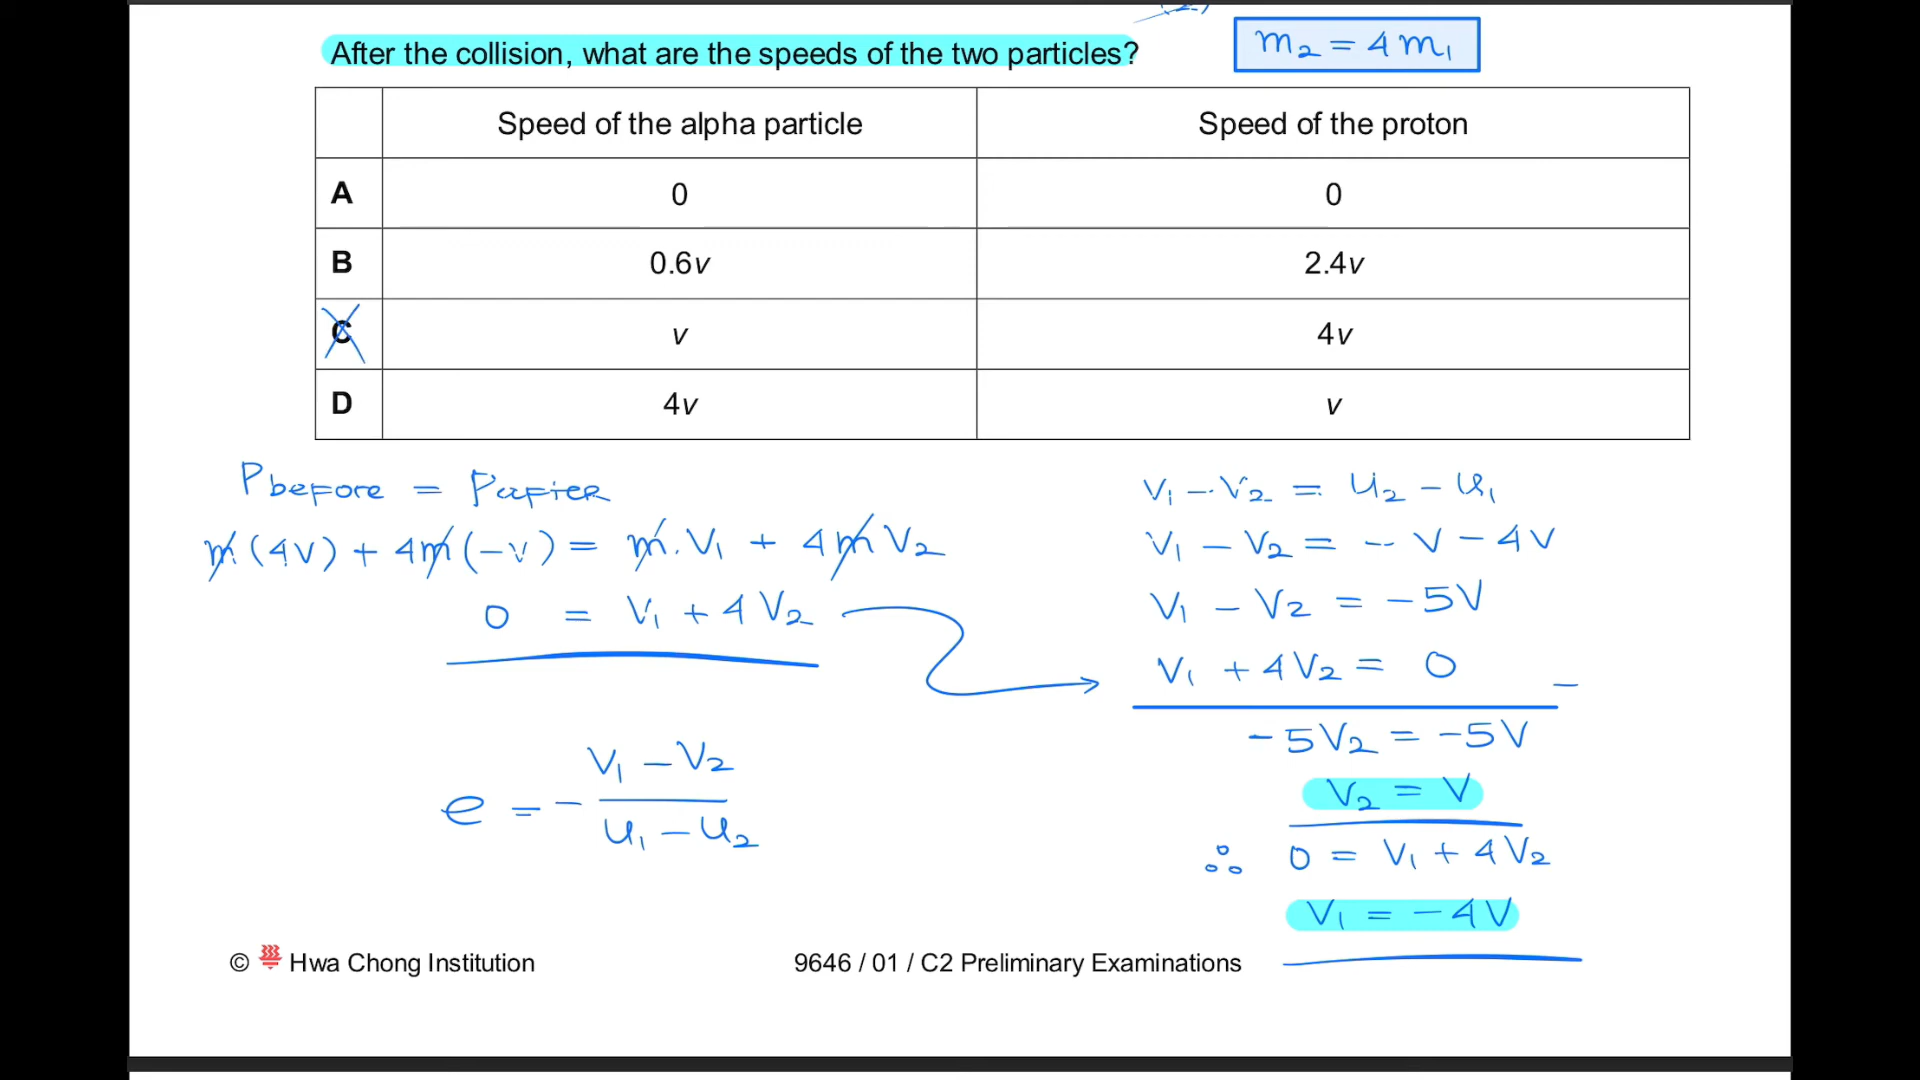 After the collision, what are the speeds of the two particles?
m₂ = 4m₁
Speed of the alpha particle Speed of the proton
A 0 0
B 0.6v 2.4v
C v 4v
D 4v v
Pbefore = Pafter
m(4v) + 4m(-v) = m.V₁ + 4mV₂
0 = V₁ + 4V₂
e = - (V₁ - V₂) / (u₁ - u₂)
V₁ - V₂ = u₂ - u₁
V₁ - V₂ = - V - 4V
V₁ - V₂ = -5V
V₁ + 4V₂ = 0 -
-5V₂ = -5V
V₂ = V
∴ 0 = V₁ + 4V₂
V₁ = -4V
© Hwa Chong Institution 9646 / 01 / C2 Preliminary Examinations